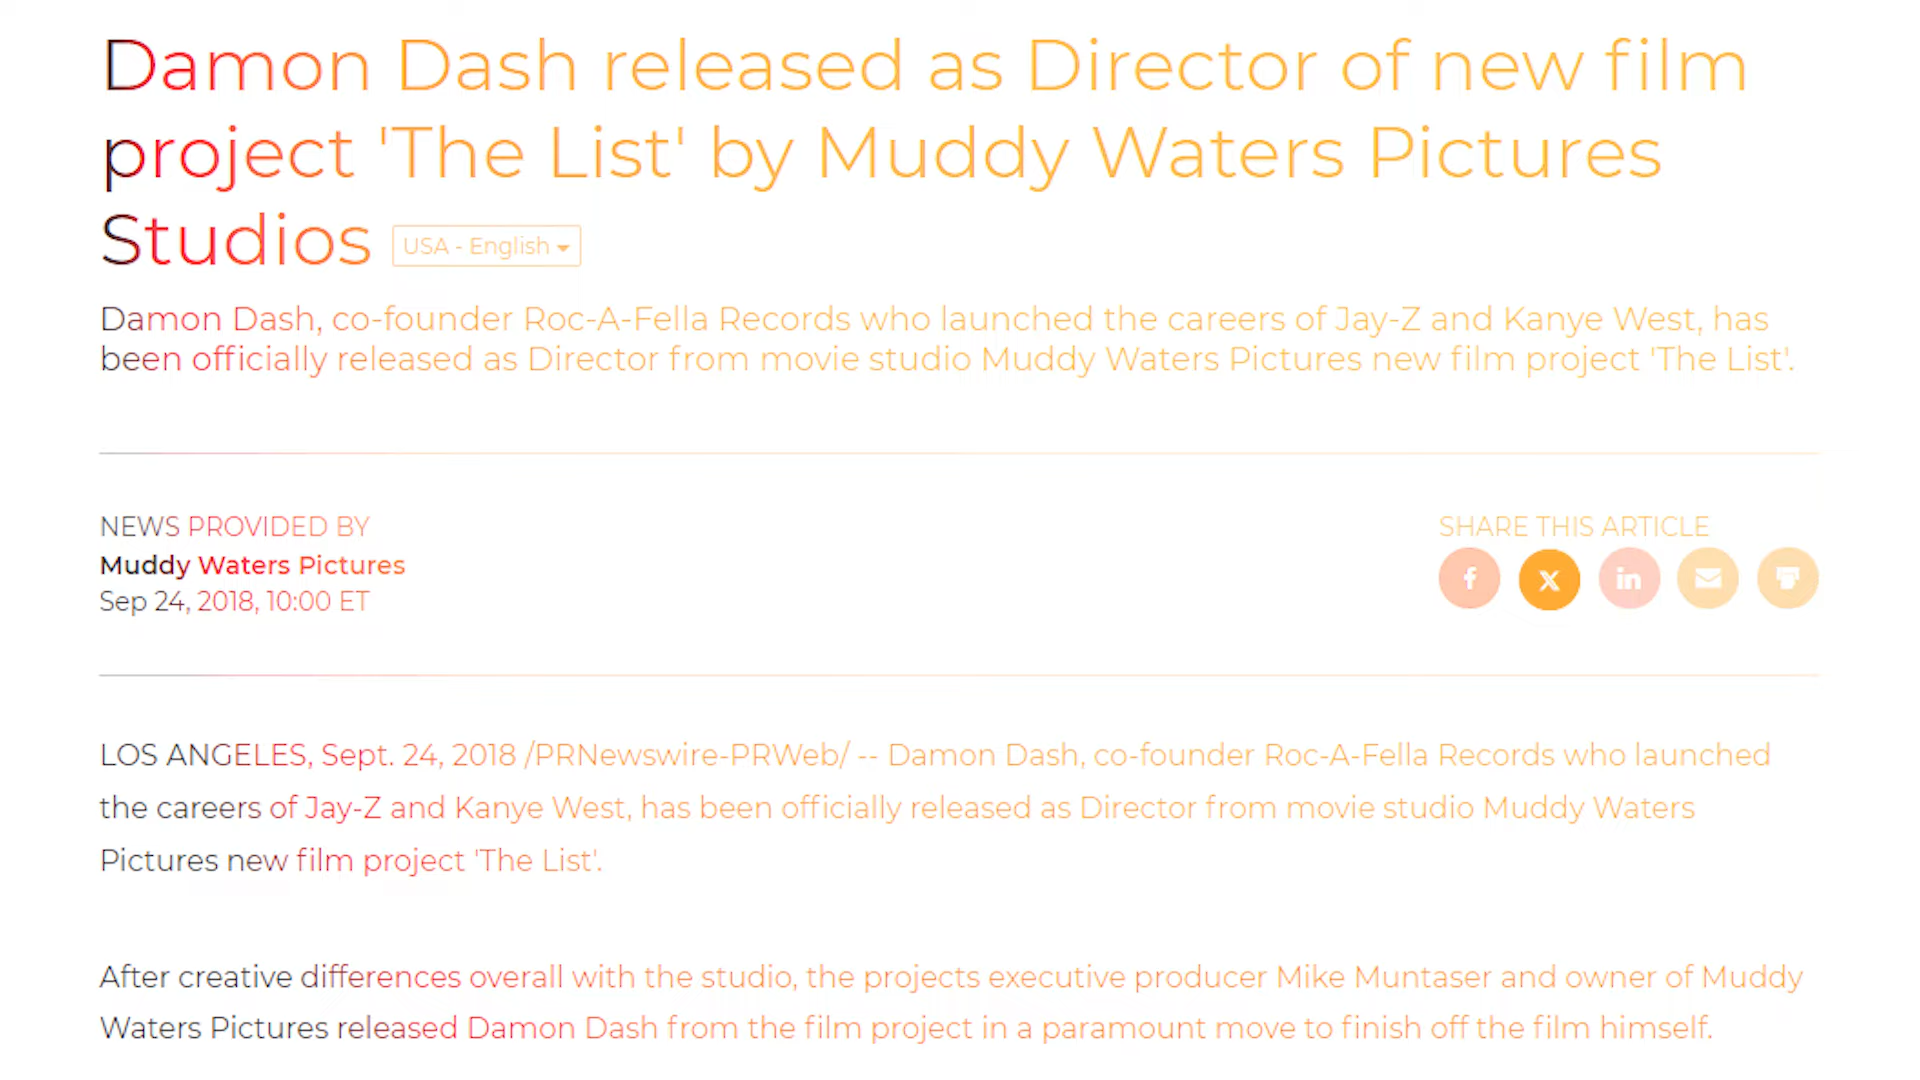 Damon Dash released as Director of new film
project 'The List' by Muddy Waters Pictures
Studios USA - English
Damon Dash, co-founder Roc-A-Fella Records who launched the careers of Jay-Z and Kanye West, has
been officially released as Director from movie studio Muddy Waters Pictures new film project 'The List'.
NEWS PROVIDED BY
Muddy Waters Pictures
Sep 24, 2018, 10:00 ET
SHARE THIS ARTICLE
LOS ANGELES, Sept. 24, 2018 /PRNewswire-PRWeb/ -- Damon Dash, co-founder Roc-A-Fella Records who launched
the careers of Jay-Z and Kanye West, has been officially released as Director from movie studio Muddy Waters
Pictures new film project 'The List'.
After creative differences overall with the studio, the projects executive producer Mike Muntaser and owner of Muddy
Waters Pictures released Damon Dash from the film project in a paramount move to finish off the film himself.